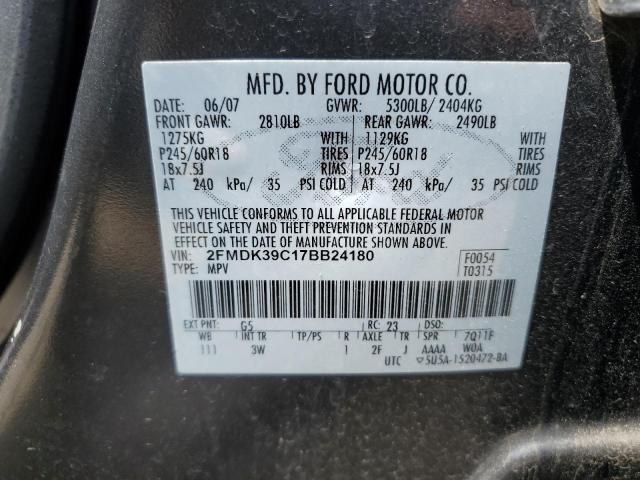 MFD. BY FORD MOTOR CO.
DATE: 06/07 GVWR: 5300LB/ 2404KG
FRONT GAWR: 2810LB REAR GAWR: 2490LB
1275KG WITH 1129KG WITH
P245/60R18 TIRES P245/60R18 TIRES
18x7.5J RIMS 18x7.5J RIMS
AT 240 kPa/ 35 PSI COLD AT 240 kPa/ 35 PSI COLD
THIS VEHICLE CONFORMS TO ALL APPLICABLE FEDERAL MOTOR
VEHICLE SAFETY AND THEFT PREVENTION STANDARDS IN
EFFECT ON THE DATE OF MANUFACTURE SHOWN ABOVE.
VIN: 2FMDK39C17BB24180 F0054
TYPE: MPV T0315
EXT PNT: G5 RC: 23 DSO:
WB INT TR TP/PS R AXLE TR SPR 7Q11F
111 3W 1 2F J AAAA W0A
UTC ▽5U5A-1520472-BA